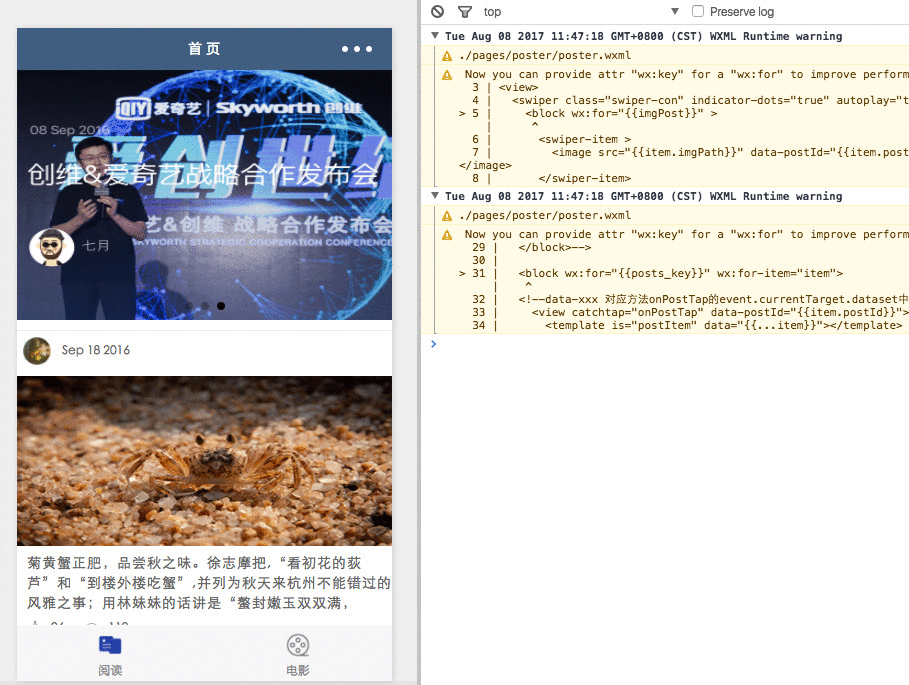 首页
QIY 爱奇艺 | Skyworth 创维
08 Sep 2016
创维&爱奇艺战略合作发布会
艺&创维 战略合作发布会
SKYWORTH STRATEGIC COOPERATION CONFERENCE
七月
Sep 18 2016
菊黄蟹正肥，品尝秋之味。徐志摩把，“看初花的荻
芦”和“到楼外楼吃蟹”,并列为秋天来杭州不能错过的
风雅之事；用林妹妹的话讲是“螯封嫩玉双双满，
阅读
电影
top
Preserve log
Tue Aug 08 2017 11:47:18 GMT+0800 (CST) WXML Runtime warning
./pages/poster/poster.wxml
Now you can provide attr "wx:key" for a "wx:for" to improve perform
3 | <view>
4 | <swiper class="swiper-con" indicator-dots="true" autoplay="t
> 5 | <block wx:for="{{imgPost}}" >
| ^
6 | <swiper-item >
7 | <image src="{{item.imgPath}}" data-postId="{{item.post
</image>
8 | </swiper-item>
Tue Aug 08 2017 11:47:18 GMT+0800 (CST) WXML Runtime warning
./pages/poster/poster.wxml
Now you can provide attr "wx:key" for a "wx:for" to improve perform
29 | </block>-->
30 |
> 31 | <block wx:for="{{posts_key}}" wx:for-item="item">
| ^
32 | <!--data-xxx 对应方法onPostTap的event.currentTarget.dataset中
33 | <view catchtap="onPostTap" data-postId="{{item.postId}}">
34 | <template is="postItem" data="{{...item}}"></template>